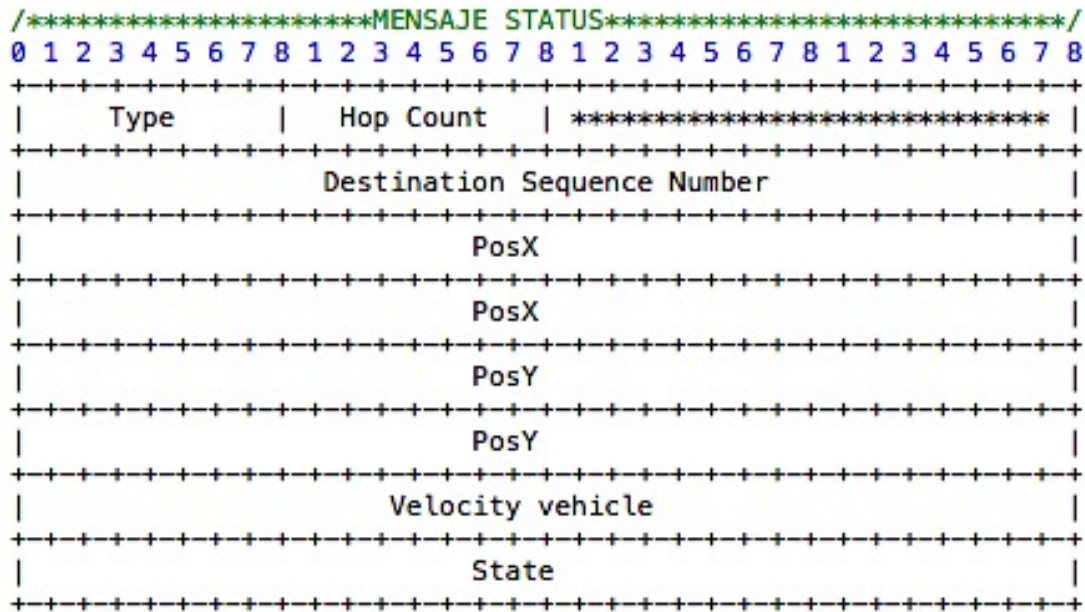 /*********************MENSAJE STATUS****************************/
0 1 2 3 4 5 6 7 8 1 2 3 4 5 6 7 8 1 2 3 4 5 6 7 8 1 2 3 4 5 6 7 8
+-+-+-+-+-+-+-+-+-+-+-+-+-+-+-+-+-+-+-+-+-+-+-+-+-+-+-+-+-+-+-+-+
|     Type      |   Hop Count   | ***************************** |
+-+-+-+-+-+-+-+-+-+-+-+-+-+-+-+-+-+-+-+-+-+-+-+-+-+-+-+-+-+-+-+-+
|                  Destination Sequence Number                  |
+-+-+-+-+-+-+-+-+-+-+-+-+-+-+-+-+-+-+-+-+-+-+-+-+-+-+-+-+-+-+-+-+
|                           PosX                                |
+-+-+-+-+-+-+-+-+-+-+-+-+-+-+-+-+-+-+-+-+-+-+-+-+-+-+-+-+-+-+-+-+
|                           PosX                                |
+-+-+-+-+-+-+-+-+-+-+-+-+-+-+-+-+-+-+-+-+-+-+-+-+-+-+-+-+-+-+-+-+
|                           PosY                                |
+-+-+-+-+-+-+-+-+-+-+-+-+-+-+-+-+-+-+-+-+-+-+-+-+-+-+-+-+-+-+-+-+
|                           PosY                                |
+-+-+-+-+-+-+-+-+-+-+-+-+-+-+-+-+-+-+-+-+-+-+-+-+-+-+-+-+-+-+-+-+
|                      Velocity vehicle                         |
+-+-+-+-+-+-+-+-+-+-+-+-+-+-+-+-+-+-+-+-+-+-+-+-+-+-+-+-+-+-+-+-+
|                           State                               |
+-+-+-+-+-+-+-+-+-+-+-+-+-+-+-+-+-+-+-+-+-+-+-+-+-+-+-+-+-+-+-+-+